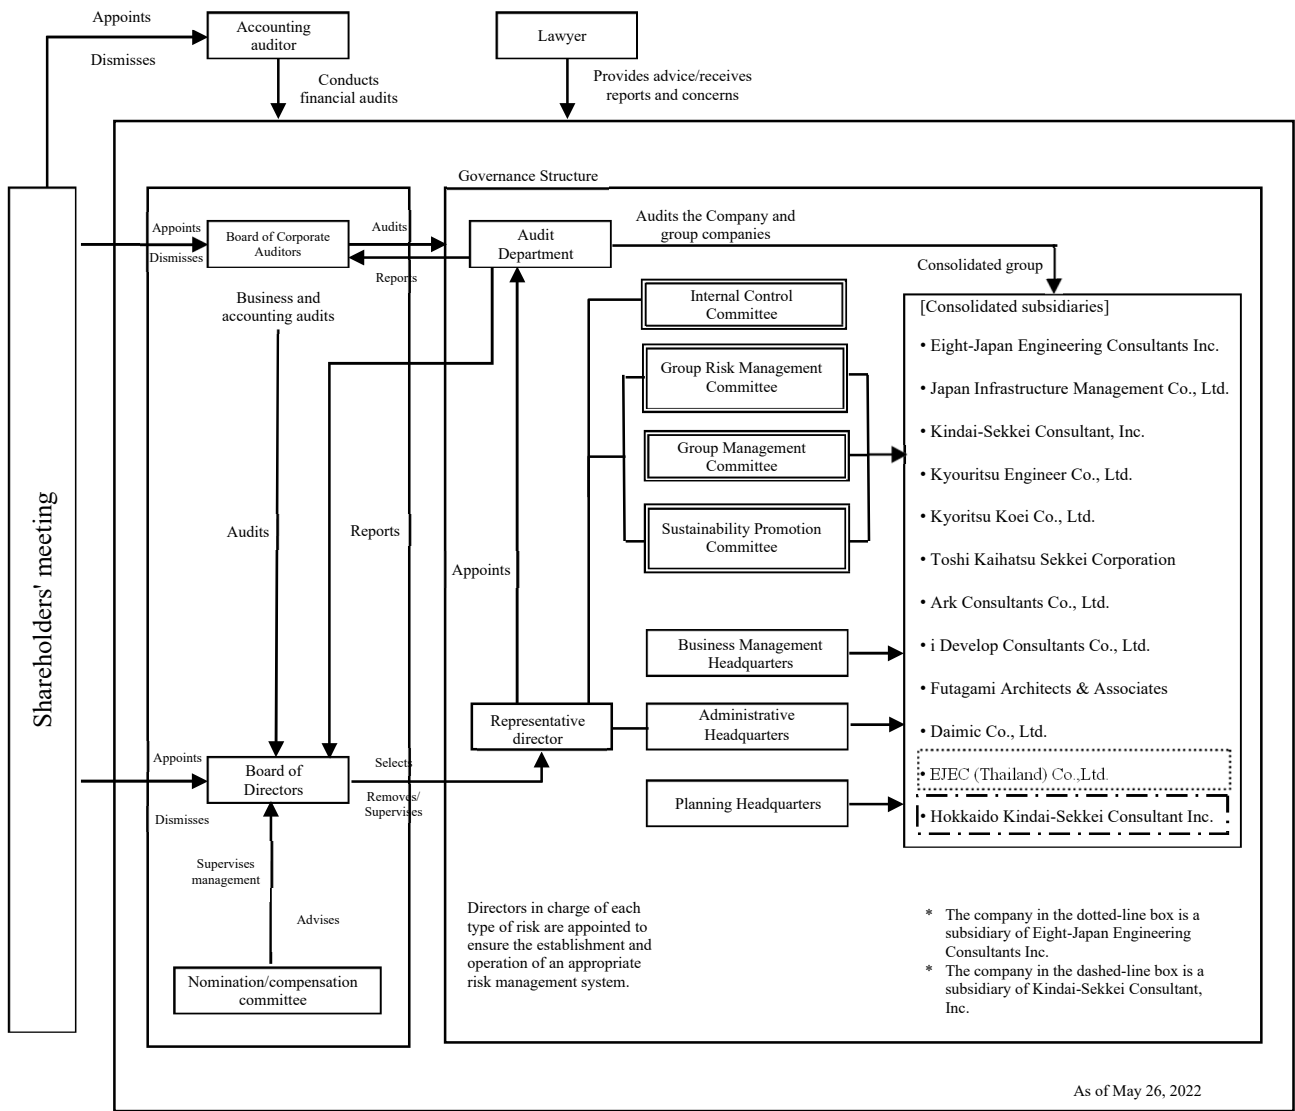 Appoints
Dismisses
Accounting
auditor
Lawyer
Conducts
financial audits
Provides advice/receives
reports and concerns
Governance Structure
Shareholders' meeting
Appoints
Dismisses
Board of Corporate
Auditors
Audits
Reports
Audit
Department
Audits the Company and
group companies
Consolidated group
Business and
accounting audits
Internal Control
Committee
Group Risk Management
Committee
Group Management
Committee
Sustainability Promotion
Committee
[Consolidated subsidiaries]
• Eight-Japan Engineering Consultants Inc.
• Japan Infrastructure Management Co., Ltd.
• Kindai-Sekkei Consultant, Inc.
• Kyouritsu Engineer Co., Ltd.
• Kyoritsu Koei Co., Ltd.
• Toshi Kaihatsu Sekkei Corporation
• Ark Consultants Co., Ltd.
• i Develop Consultants Co., Ltd.
• Futagami Architects & Associates
• Daimic Co., Ltd.
• EJEC (Thailand) Co.,Ltd.
• Hokkaido Kindai-Sekkei Consultant Inc.
Audits
Reports
Appoints
Business Management
Headquarters
Representative
director
Administrative
Headquarters
Planning Headquarters
Appoints
Dismisses
Board of
Directors
Selects
Removes/
Supervises
Supervises
management
Advises
Nomination/compensation
committee
Directors in charge of each
type of risk are appointed to
ensure the establishment and
operation of an appropriate
risk management system.
* The company in the dotted-line box is a
subsidiary of Eight-Japan Engineering
Consultants Inc.
* The company in the dashed-line box is a
subsidiary of Kindai-Sekkei Consultant,
Inc.
As of May 26, 2022